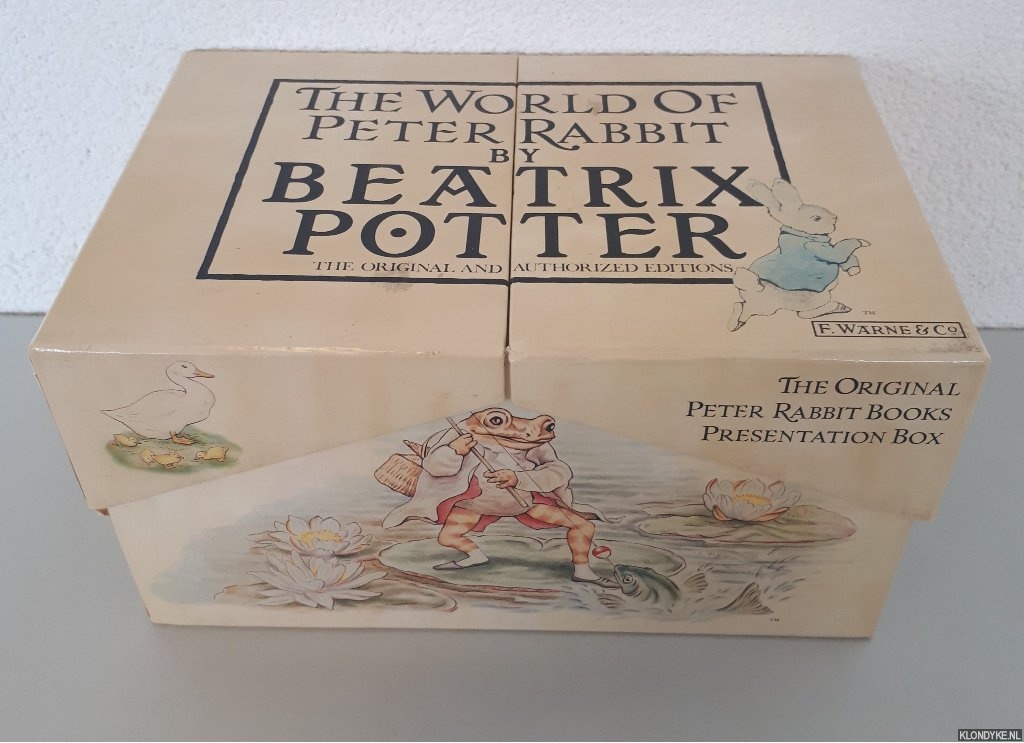 THE WORLD OF
PETER RABBIT
BY
BEATRIX
POTTER
THE ORIGINAL AND AUTHORIZED EDITIONS
TM
F. WARNE & Co.
THE ORIGINAL
PETER RABBIT BOOKS
PRESENTATION BOX
TM
KLONDYKE.NL